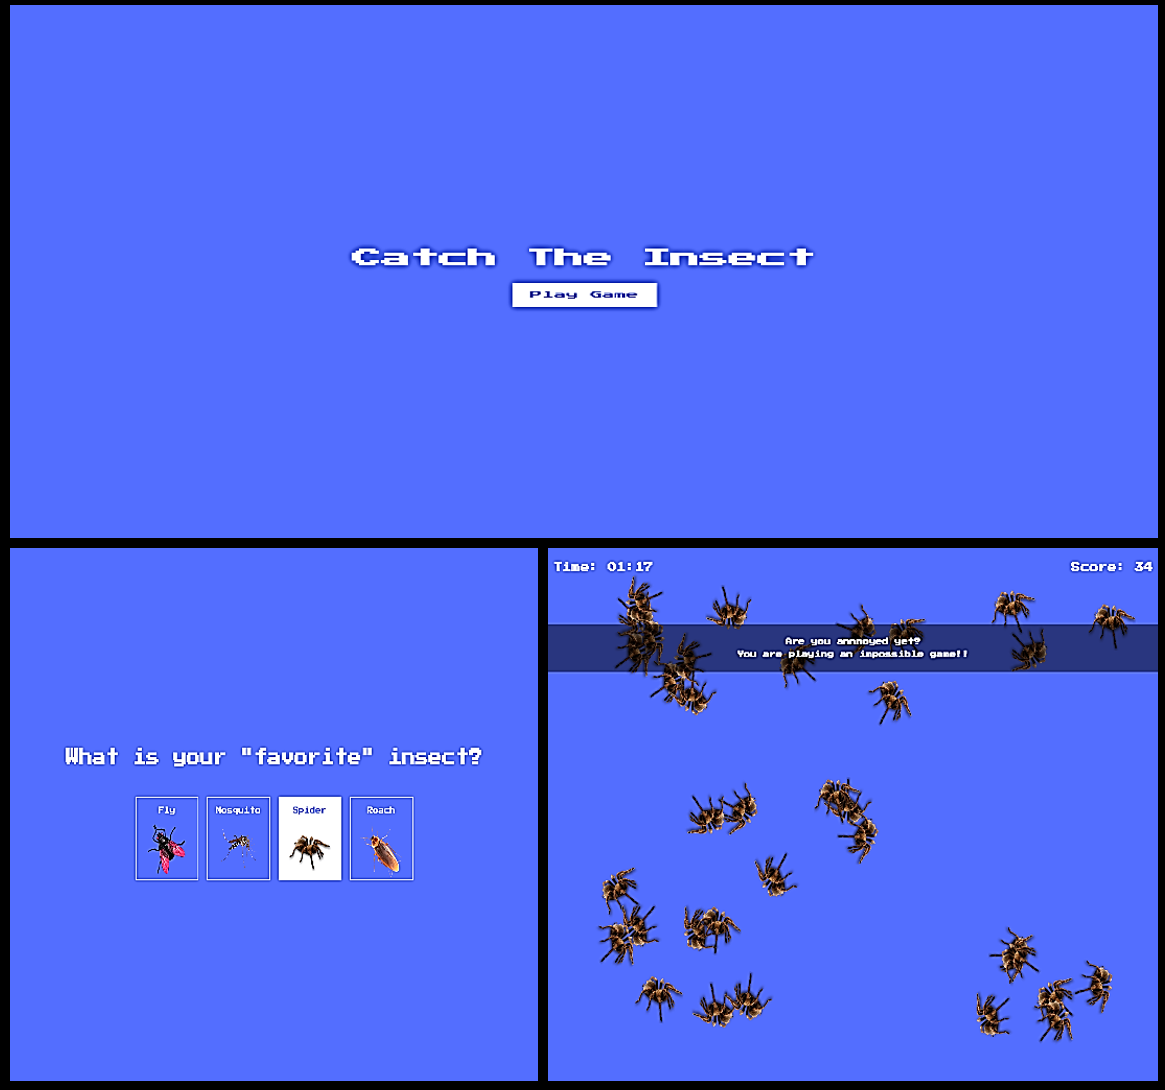 Catch The Insect
Play Game
What is your "favorite" insect?
Fly
Mosquito
Spider
Roach
Time: 01:17
Score: 34
Are you annnoyed yet?
You are playing an impossible game!!